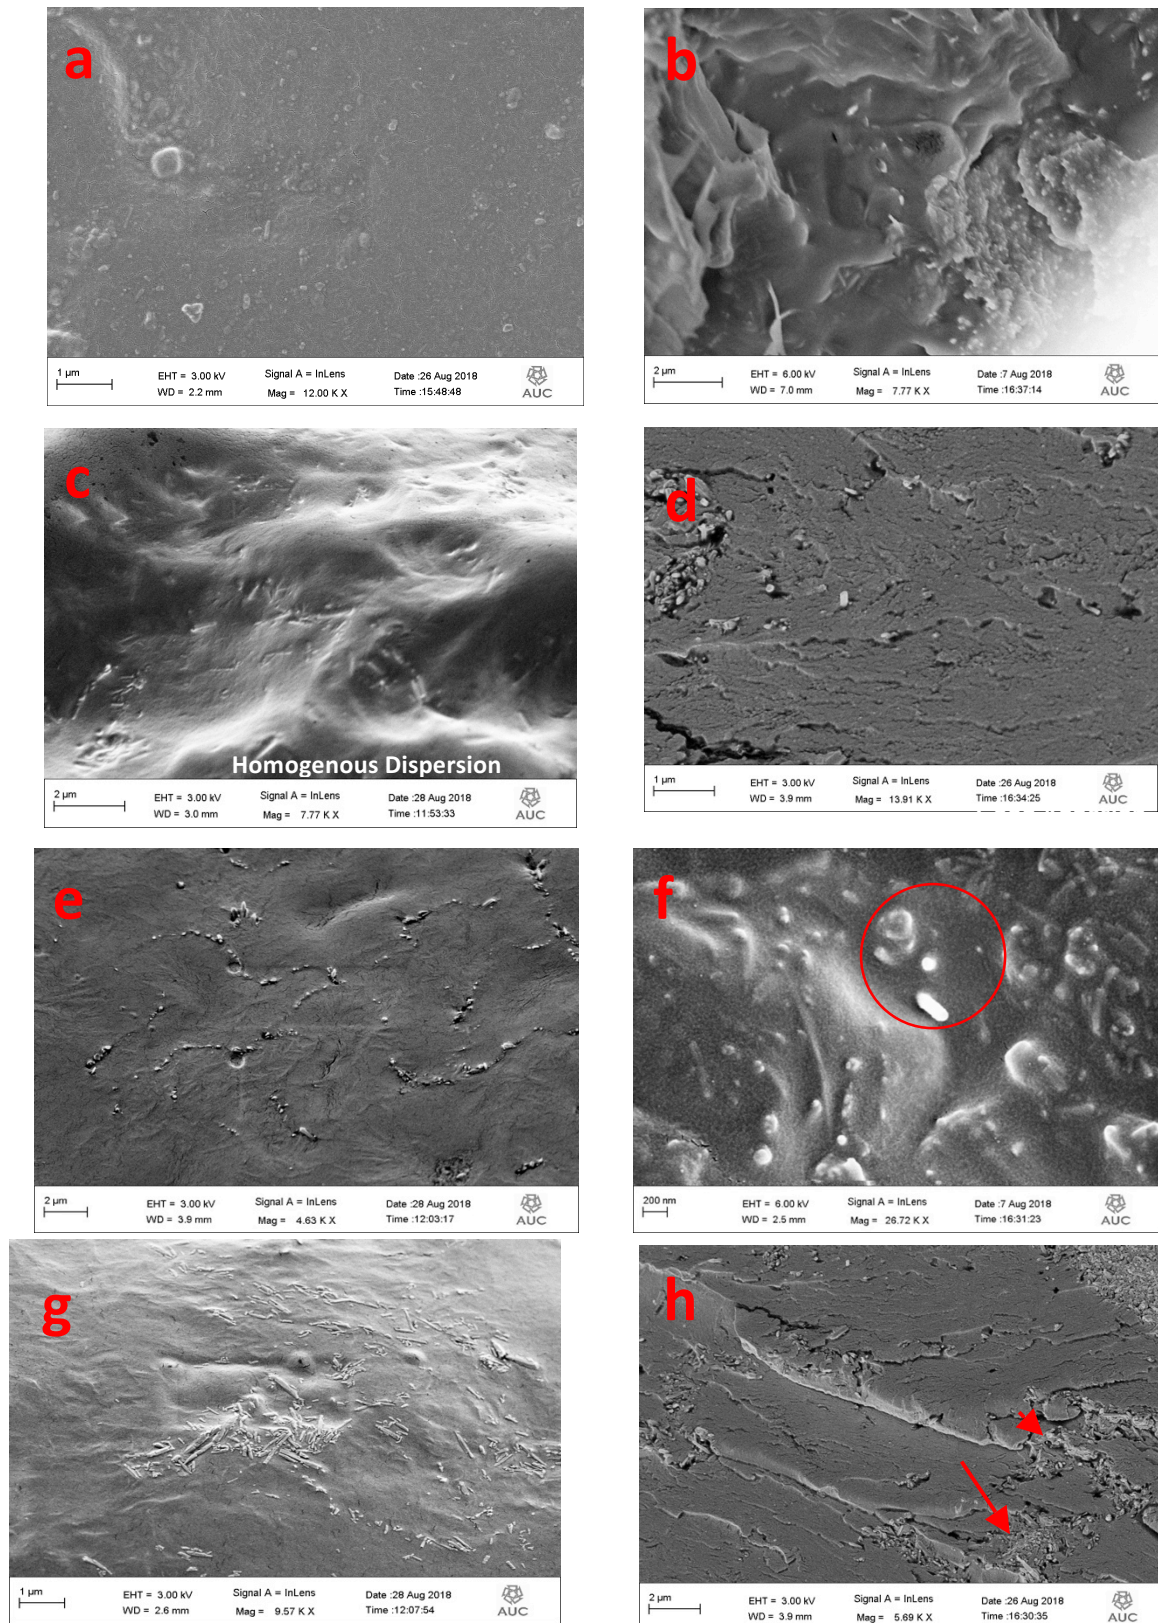 a
1 µm
EHT = 3.00 kV
WD = 2.2 mm
Signal A = InLens
Mag = 12.00 K X
Date :26 Aug 2018
Time :15:48:48
AUC
b
2 µm
EHT = 6.00 kV
WD = 7.0 mm
Signal A = InLens
Mag = 7.77 K X
Date :7 Aug 2018
Time :16:37:14
AUC
c
Homogenous Dispersion
2 µm
EHT = 3.00 kV
WD = 3.0 mm
Signal A = InLens
Mag = 7.77 K X
Date :28 Aug 2018
Time :11:53:33
AUC
d
1 µm
EHT = 3.00 kV
WD = 3.9 mm
Signal A = InLens
Mag = 13.91 K X
Date :26 Aug 2018
Time :16:34:25
AUC
e
2 µm
EHT = 3.00 kV
WD = 3.9 mm
Signal A = InLens
Mag = 4.63 K X
Date :28 Aug 2018
Time :12:03:17
AUC
f
200 nm
EHT = 6.00 kV
WD = 2.5 mm
Signal A = InLens
Mag = 26.72 K X
Date :7 Aug 2018
Time :16:31:23
AUC
g
1 µm
EHT = 3.00 kV
WD = 2.6 mm
Signal A = InLens
Mag = 9.57 K X
Date :28 Aug 2018
Time :12:07:54
AUC
h
2 µm
EHT = 3.00 kV
WD = 3.9 mm
Signal A = InLens
Mag = 5.69 K X
Date :26 Aug 2018
Time :16:30:35
AUC